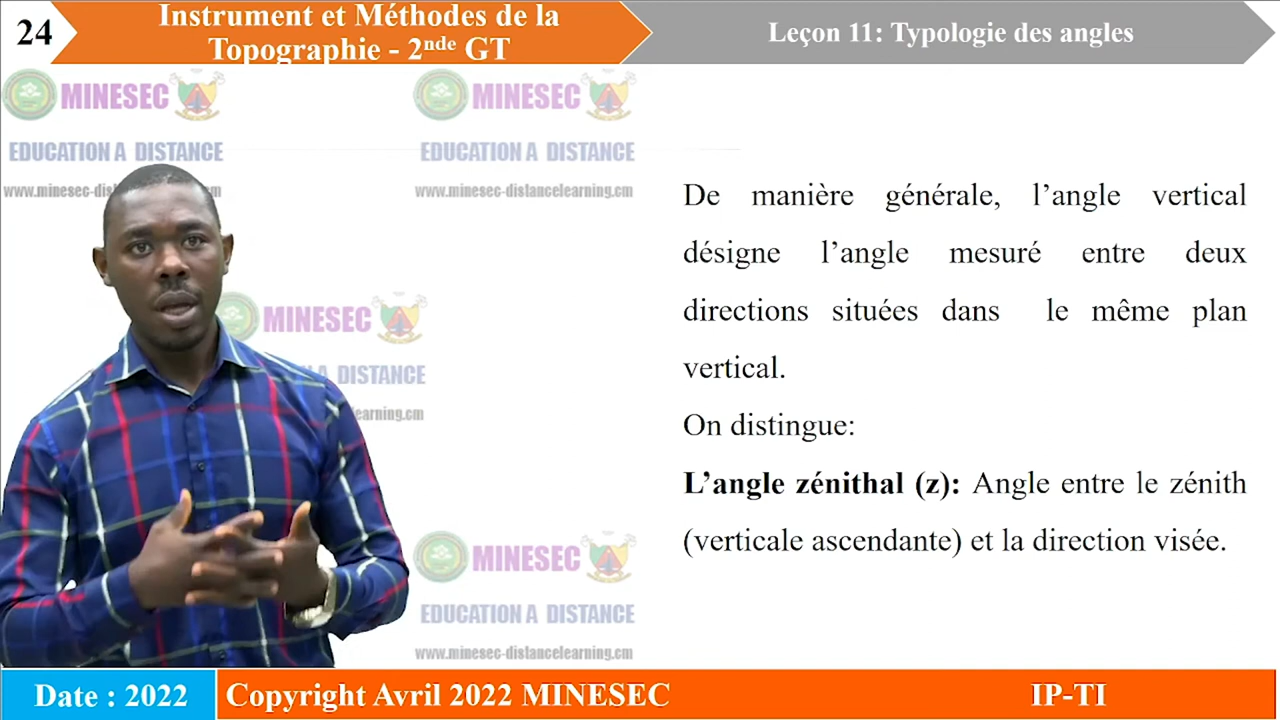 24
Instrument et Méthodes de la
Topographie - 2nde GT
Leçon 11: Typologie des angles
MINESEC
MINESEC
EDUCATION A DISTANCE
EDUCATION A DISTANCE
www.minesec-dis
www.minesec-distancelearning.cm
De manière générale, l’angle vertical
désigne l’angle mesuré entre deux
directions situées dans le même plan
vertical.
On distingue:
L’angle zénithal (z): Angle entre le zénith
(verticale ascendante) et la direction visée.
MINESEC
A DISTANCE
learning.cm
MINESEC
EDUCATION A DISTANCE
www.minesec-distancelearning.cm
Date : 2022
Copyright Avril 2022 MINESEC
IP-TI